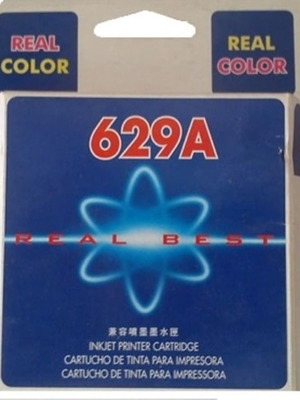 REAL
COLOR
REAL
COLOR
629A
REAL BEST
兼容噴墨墨水匣
INKJET PRINTER CARTRIDGE
CARTUCHO DE TINTA PARA IMPRESORA
CARTUCHO DE TINTA PARA IMPRESORA